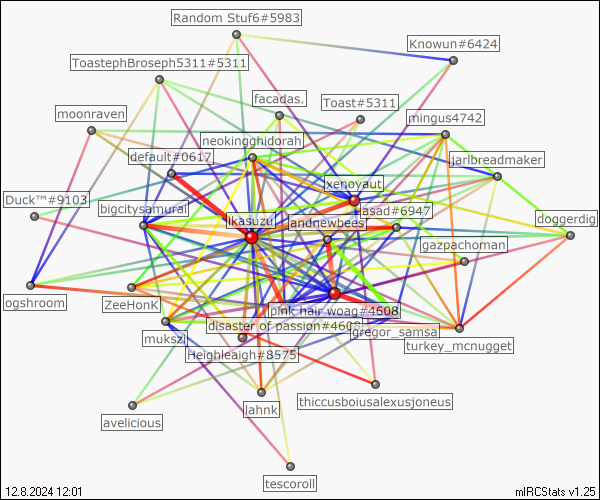 Random Stuf6#5983
Knowun#6424
ToastephBroseph5311#5311
facadas.
Toast#5311
moonraven
mingus4742
neokingghidorah
default#0617
jarlbreadmaker
xenovaut
Duck™#9103
bigcitysamurai
asad#6947
ikasuzu
andnewbees
doggerdig
gazpachoman
ogshroom
ZeeHonK
pink hair woag#4608
disaster of passion#4608
gregor_samsa
mukszi
turkey_mcnugget
Heighleaigh#8575
thiccusboiusalexusjoneus
lahnk
avelicious
tescoroll
12.8.2024 12:01
mIRCStats v1.25